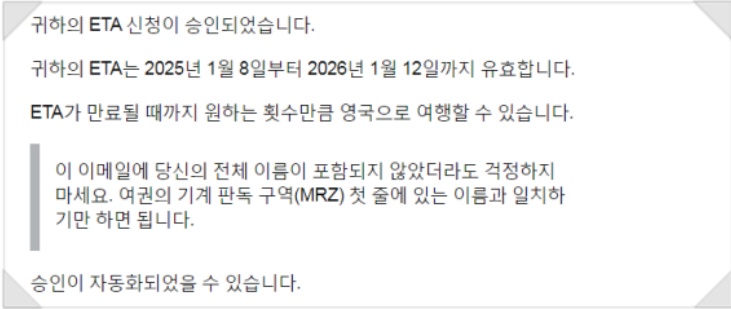 귀하의 ETA 신청이 승인되었습니다.
귀하의 ETA는 2025년 1월 8일부터 2026년 1월 12일까지 유효합니다.
ETA가 만료될 때까지 원하는 횟수만큼 영국으로 여행할 수 있습니다.
이 이메일에 당신의 전체 이름이 포함되지 않았더라도 걱정하지
마세요. 여권의 기계 판독 구역(MRZ) 첫 줄에 있는 이름과 일치하
기만 하면 됩니다.
승인이 자동화되었을 수 있습니다.